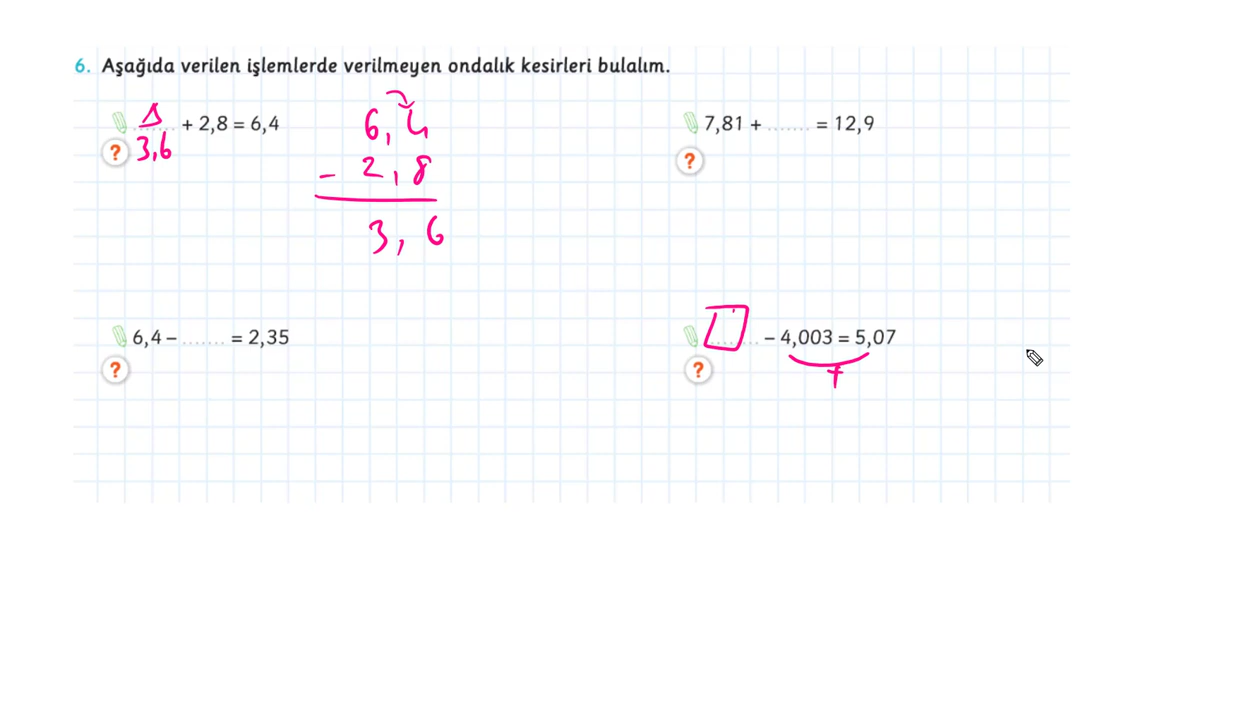 6. Aşağıda verilen işlemlerde verilmeyen ondalık kesirleri bulalım.
Δ
........ + 2,8 = 6,4
? 3,6
6,4
- 2,8
3,6
7,81 + ....... = 12,9
?
6,4 – ....... = 2,35
?
........ – 4,003 = 5,07
+
?